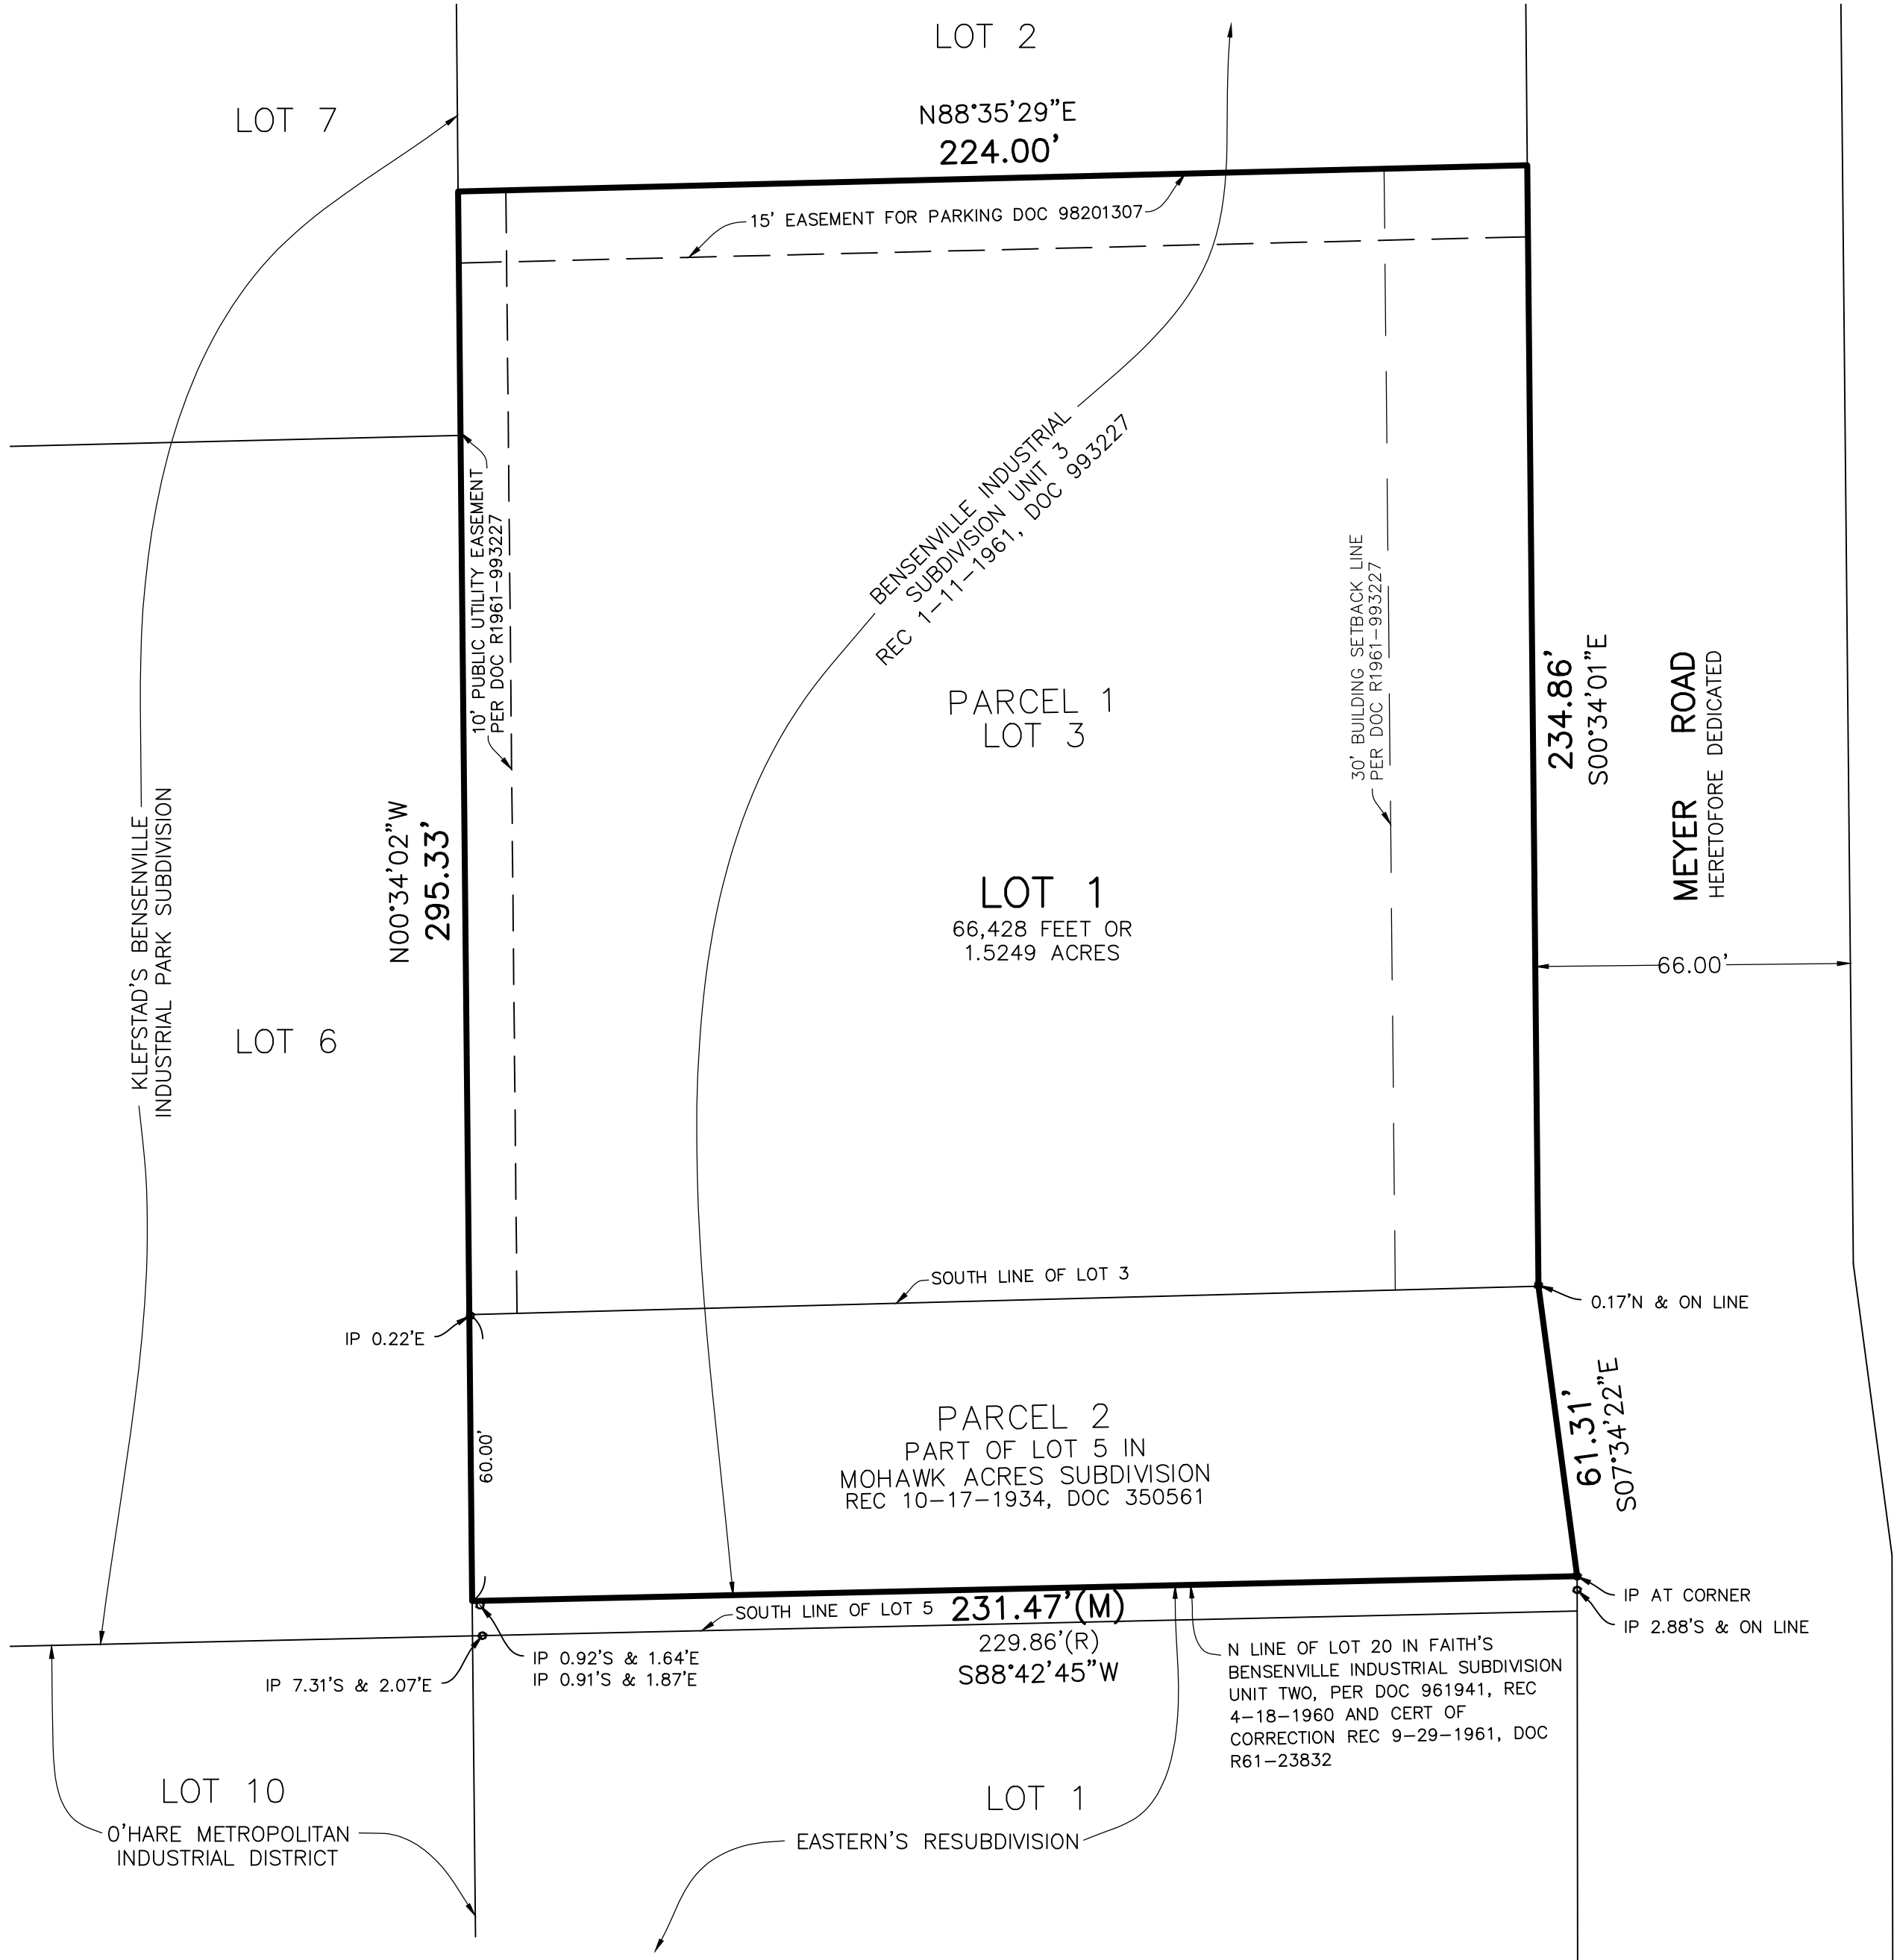 LOT 2
LOT 7
N88°35'29"E
224.00'
15' EASEMENT FOR PARKING DOC 98201307
BENSENVILLE INDUSTRIAL
SUBDIVISION UNIT 3
REC 1-11-1961, DOC 993227
10' PUBLIC UTILITY EASEMENT
PER DOC R1961-993227
30' BUILDING SETBACK LINE
PER DOC R1961-993227
PARCEL 1
LOT 3
234.86'
S00°34'01"E
MEYER ROAD
HERETOFORE DEDICATED
KLEFSTAD'S BENSENVILLE
INDUSTRIAL PARK SUBDIVISION
N00°34'02"W
295.33'
LOT 1
66,428 FEET OR
1.5249 ACRES
66.00'
LOT 6
SOUTH LINE OF LOT 3
0.17'N & ON LINE
IP 0.22'E
60.00'
PARCEL 2
PART OF LOT 5 IN
MOHAWK ACRES SUBDIVISION
REC 10-17-1934, DOC 350561
61.31'
S07°34'22"E
IP AT CORNER
IP 2.88'S & ON LINE
SOUTH LINE OF LOT 5
231.47'(M)
229.86'(R)
S88°42'45"W
IP 0.92'S & 1.64'E
IP 0.91'S & 1.87'E
IP 7.31'S & 2.07'E
N LINE OF LOT 20 IN FAITH'S
BENSENVILLE INDUSTRIAL SUBDIVISION
UNIT TWO, PER DOC 961941, REC
4-18-1960 AND CERT OF
CORRECTION REC 9-29-1961, DOC
R61-23832
LOT 10
O'HARE METROPOLITAN
INDUSTRIAL DISTRICT
LOT 1
EASTERN'S RESUBDIVISION